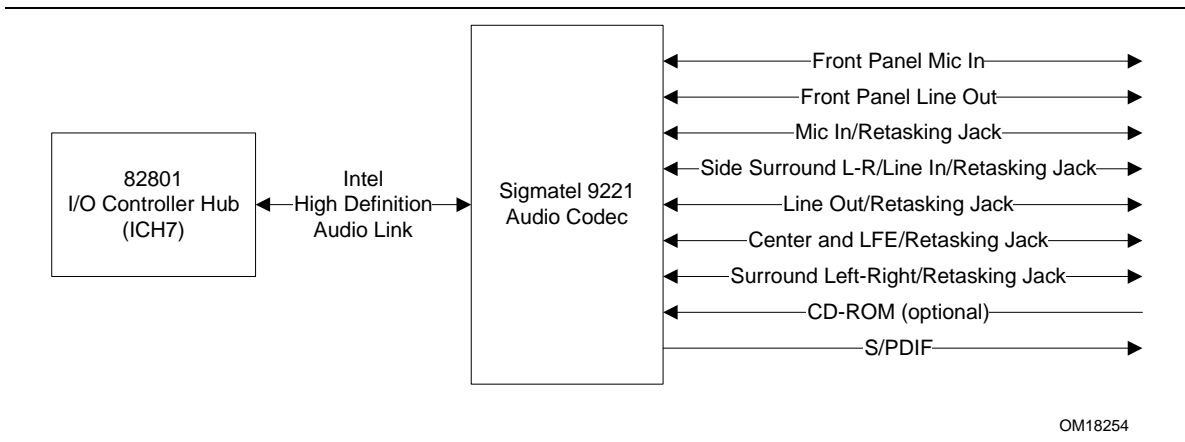 Front Panel Mic In
Front Panel Line Out
Mic In/Retasking Jack
Side Surround L-R/Line In/Retasking Jack
Line Out/Retasking Jack
Center and LFE/Retasking Jack
Surround Left-Right/Retasking Jack
CD-ROM (optional)
S/PDIF
82801
I/O Controller Hub
(ICH7)
Intel
High Definition
Audio Link
Sigmatel 9221
Audio Codec
OM18254